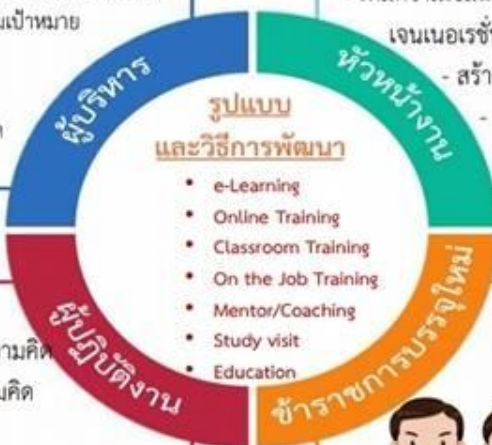 เป้าหมาย
เจนเนอเรชั่น
- สร้า
ผู้บริหาร
หัวหน้างาน
รูปแบบ
และวิธีการพัฒนา
• e-Learning
• Online Training
• Classroom Training
• On the Job Training
• Mentor/Coaching
• Study visit
• Education
ผู้ปฏิบัติงาน
ข้าราชการบรรจุใหม่
ามคิด
มคิด